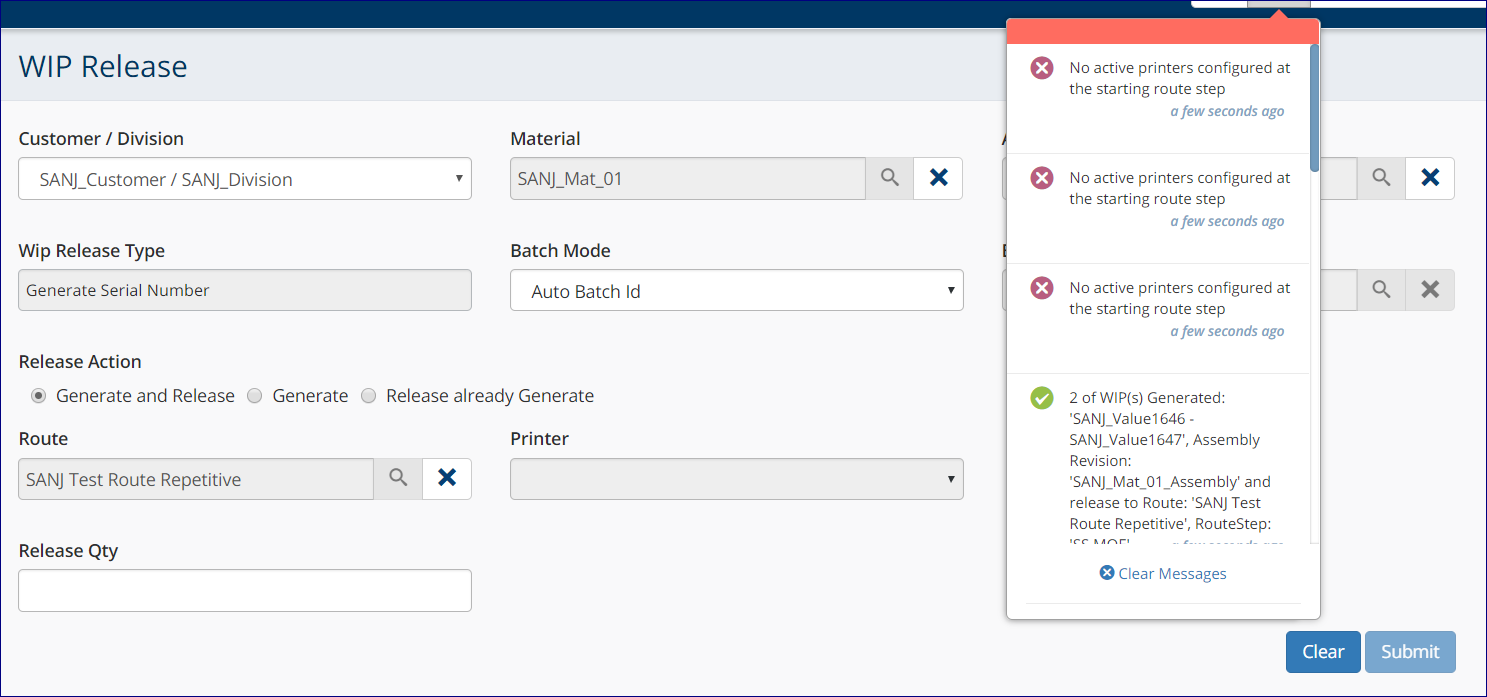 WIP Release
Customer / Division
SANJ_Customer / SANJ_Division
Material
SANJ_Mat_01
Wip Release Type
Generate Serial Number
Batch Mode
Auto Batch Id
Release Action
Generate and Release
Generate
Release already Generate
Route
SANJ Test Route Repetitive
Printer
Release Qty
No active printers configured at
the starting route step
a few seconds ago
No active printers configured at
the starting route step
a few seconds ago
No active printers configured at
the starting route step
a few seconds ago
2 of WIP(s) Generated:
'SANJ_Value1646 -
SANJ_Value1647', Assembly
Revision:
'SANJ_Mat_01_Assembly' and
release to Route: 'SANJ Test
Route Repetitive', RouteStep:
a few seconds ago
Clear Messages
Clear
Submit